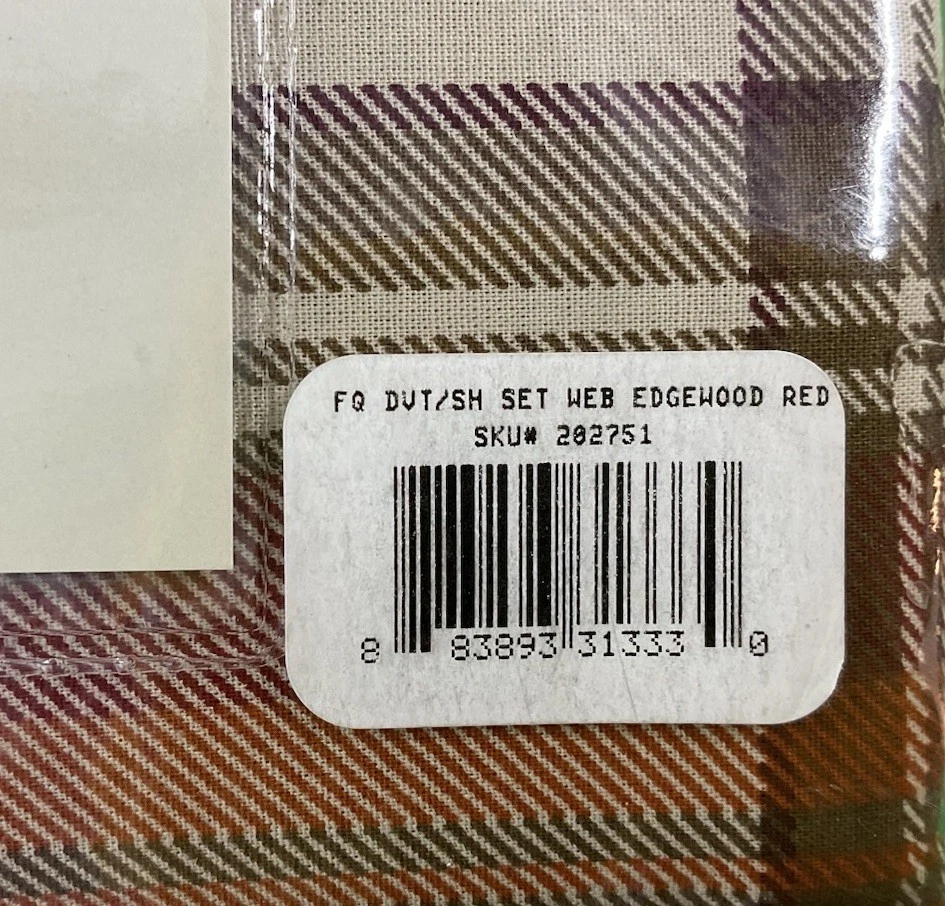 FQ DVT/SH SET WEB EDGEWOOD RED
SKU# 202751
8 83893 31333 0